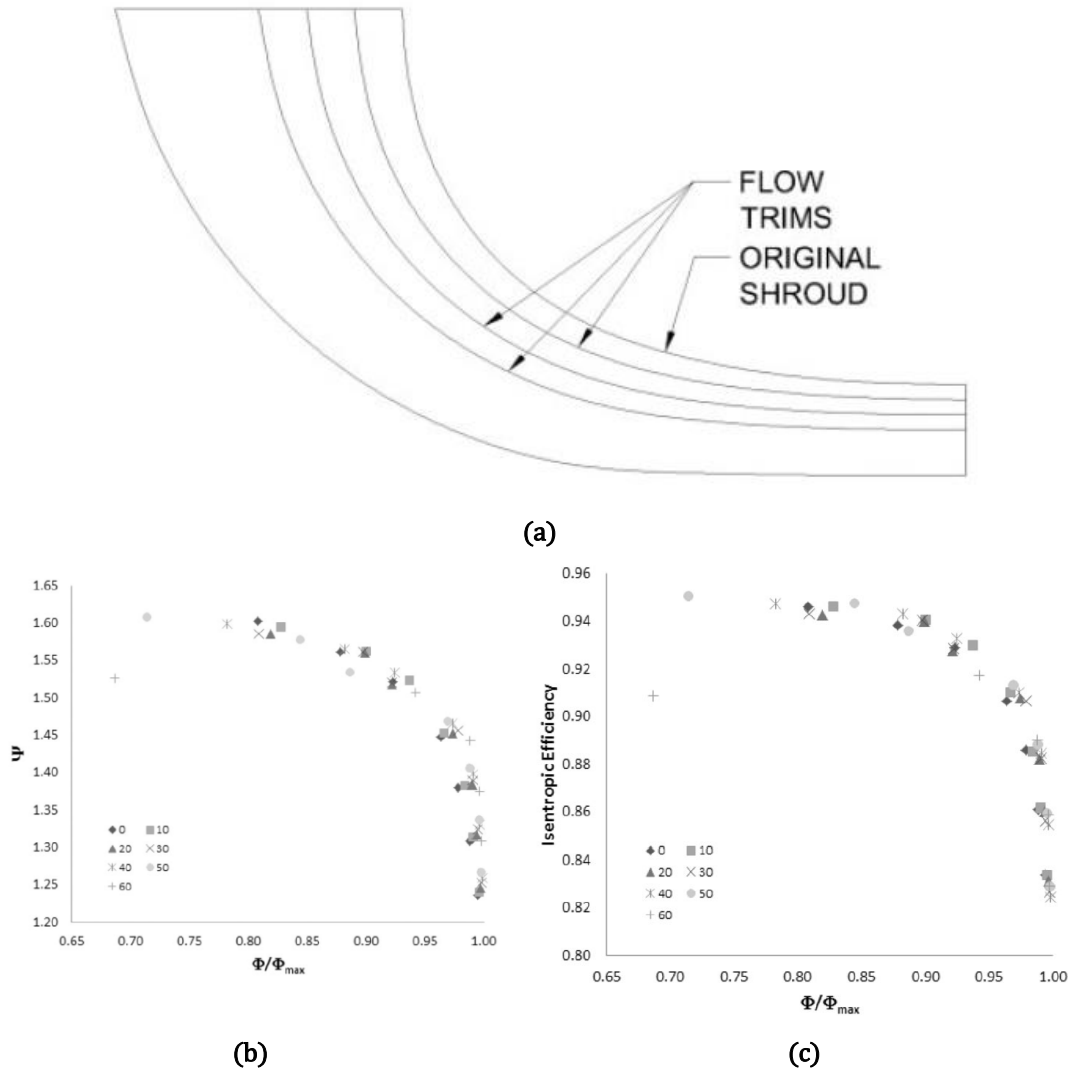 FLOW
TRIMS
ORIGINAL
SHROUD
(a)
1.65
1.60
1.55
1.50
1.45
1.40
1.35
1.30
1.25
1.20
Ψ
0 10
20 30
40 50
60
0.65 0.70 0.75 0.80 0.85 0.90 0.95 1.00
Φ/Φmax
(b)
0.96
0.94
0.92
0.90
0.88
0.86
0.84
0.82
0.80
Isentropic Efficiency
0 10
20 30
40 50
60
0.65 0.70 0.75 0.80 0.85 0.90 0.95 1.00
Φ/Φmax
(c)